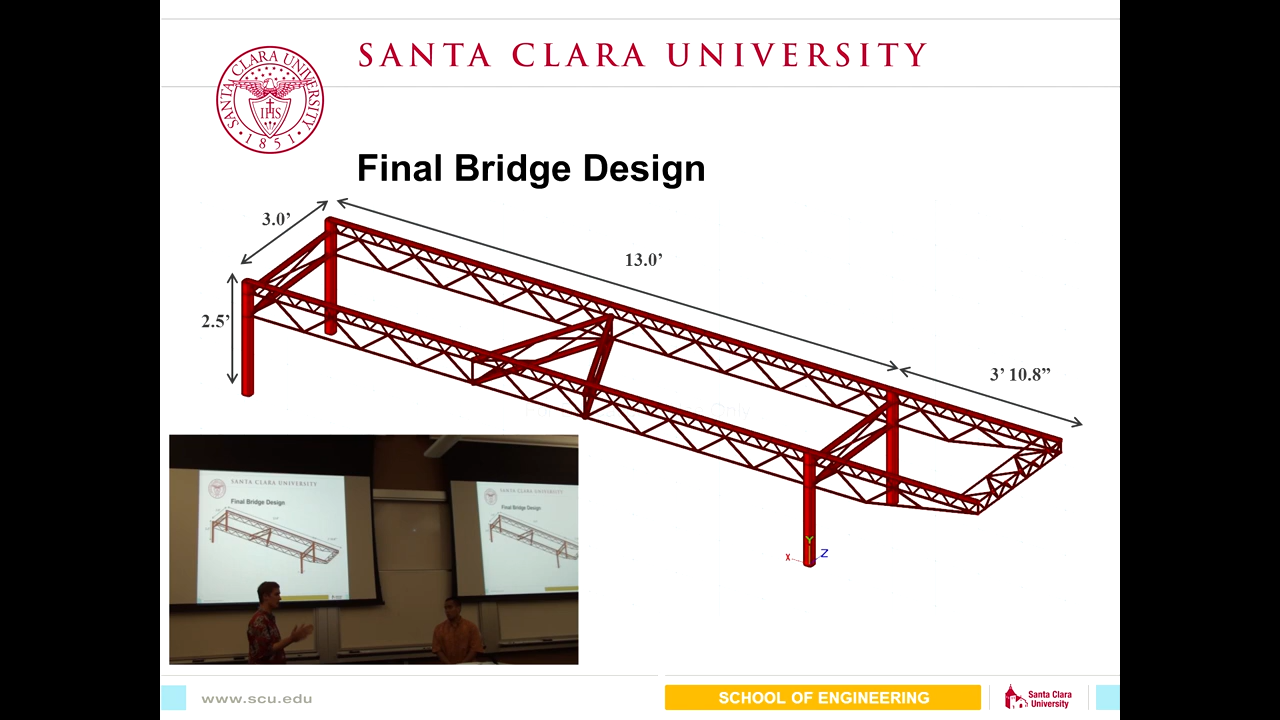 SANTA CLARA UNIVERSITY
SANTA CLARA UNIVERSITY
IHS
• 1851 •
Final Bridge Design
3.0’
13.0’
2.5’
3' 10.8”
Y
X
Z
SANTA CLARA UNIVERSITY
Final Bridge Design
SANTA CLARA UNIVERSITY
Final Bridge Design
www.scu.edu
SCHOOL OF ENGINEERING
Santa Clara
University